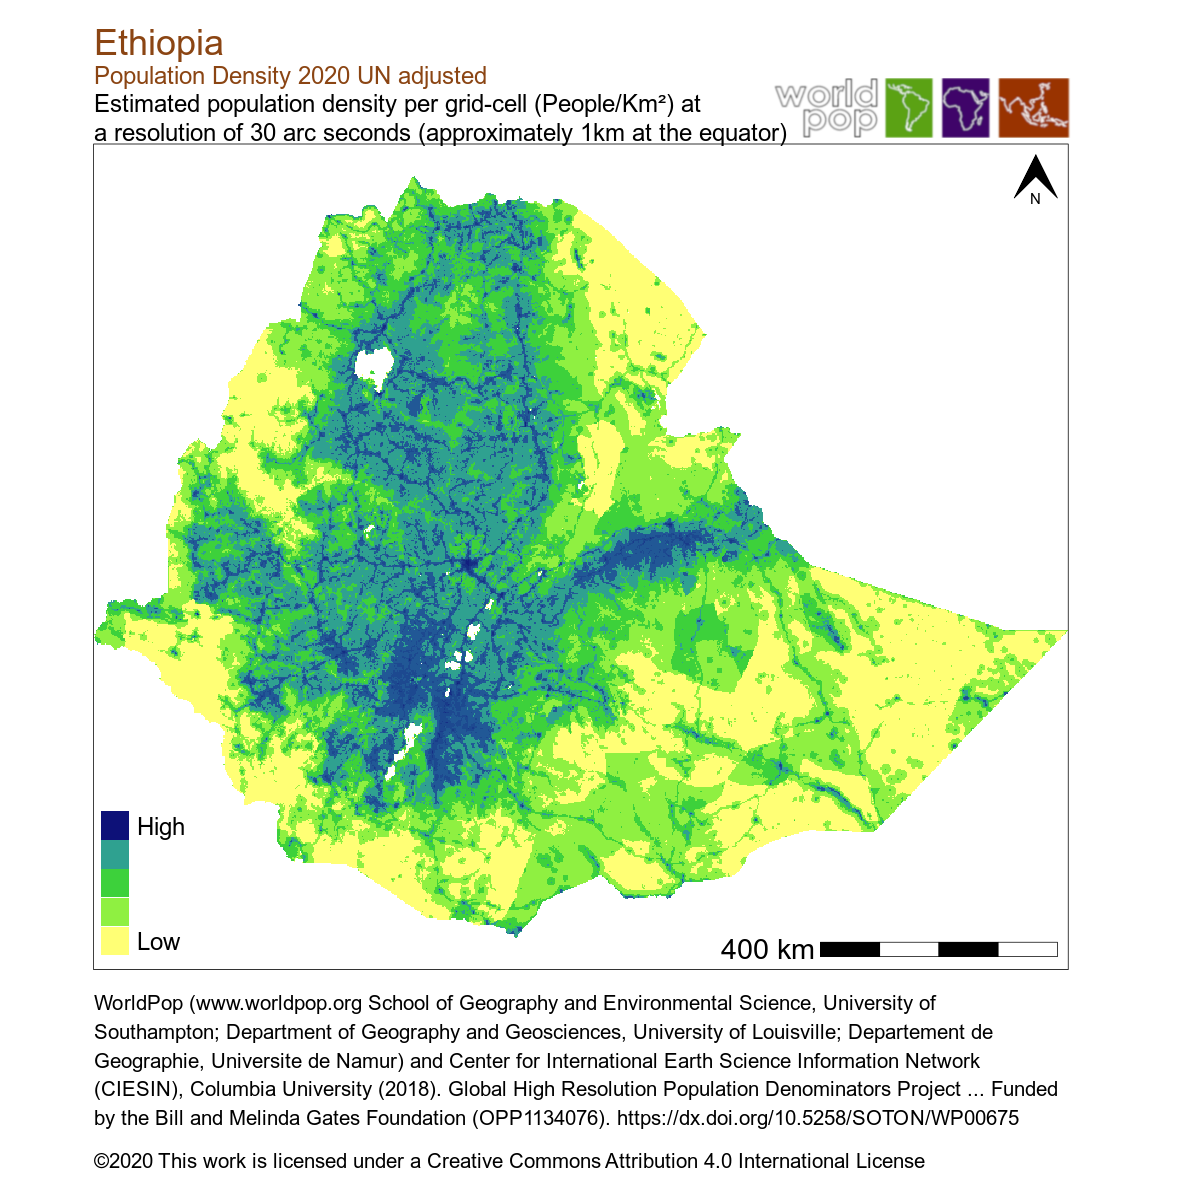 Ethiopia
Population Density 2020 UN adjusted
Estimated population density per grid-cell (People/Km²) at
a resolution of 30 arc seconds (approximately 1km at the equator)
world
pop
N
High
Low
400 km
WorldPop (www.worldpop.org School of Geography and Environmental Science, University of
Southampton; Department of Geography and Geosciences, University of Louisville; Departement de
Geographie, Universite de Namur) and Center for International Earth Science Information Network
(CIESIN), Columbia University (2018). Global High Resolution Population Denominators Project ... Funded
by the Bill and Melinda Gates Foundation (OPP1134076). https://dx.doi.org/10.5258/SOTON/WP00675
©2020 This work is licensed under a Creative Commons Attribution 4.0 International License